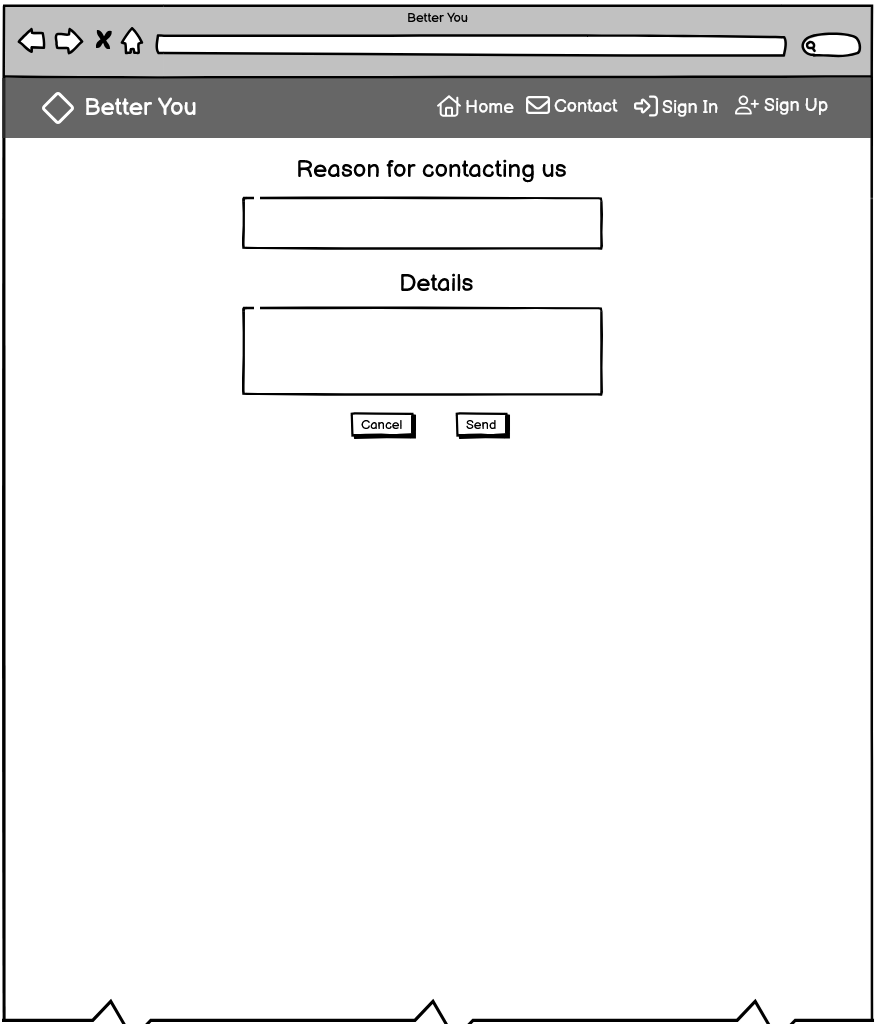 Better You
Better You Home Contact Sign In Sign Up
Reason for contacting us
Details
Cancel Send